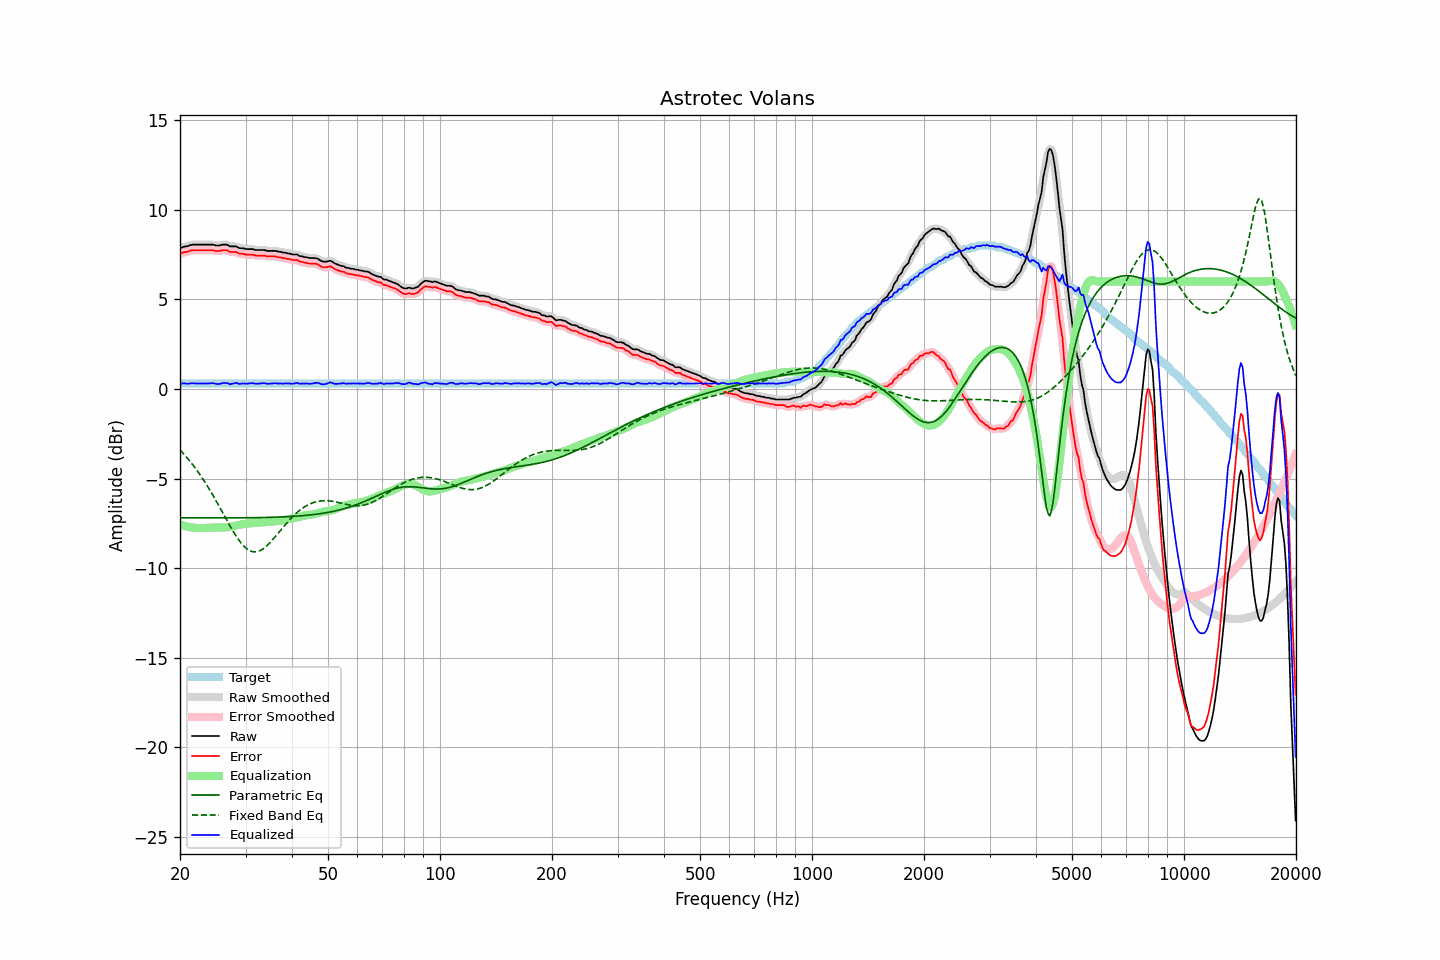 Astrotec Volans
15
10
5
0
−5
−10
−15
−20
−25
Amplitude (dBr)
Target
Raw Smoothed
Error Smoothed
Raw
Error
Equalization
Parametric Eq
Fixed Band Eq
Equalized
20
50
100
200
500
1000
2000
5000
10000
20000
Frequency (Hz)